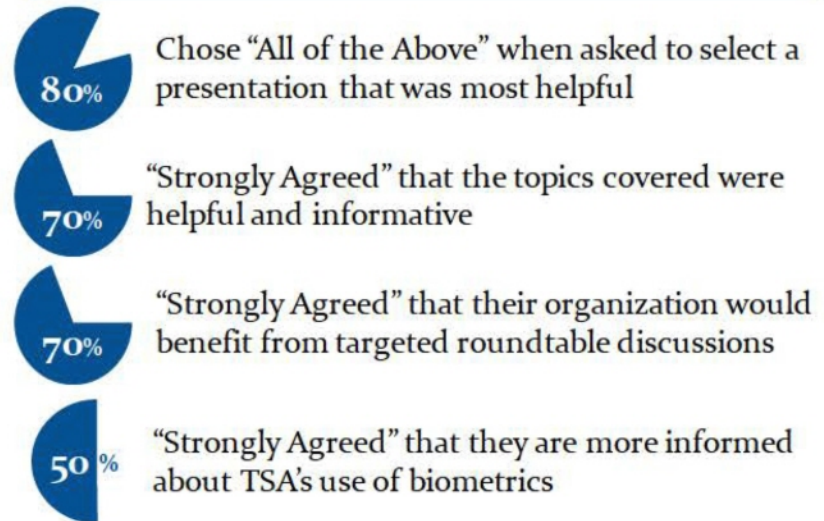 80%
Chose “All of the Above” when asked to select a
presentation that was most helpful
70%
“Strongly Agreed” that the topics covered were
helpful and informative
70%
“Strongly Agreed” that their organization would
benefit from targeted roundtable discussions
50 %
“Strongly Agreed” that they are more informed
about TSA’s use of biometrics